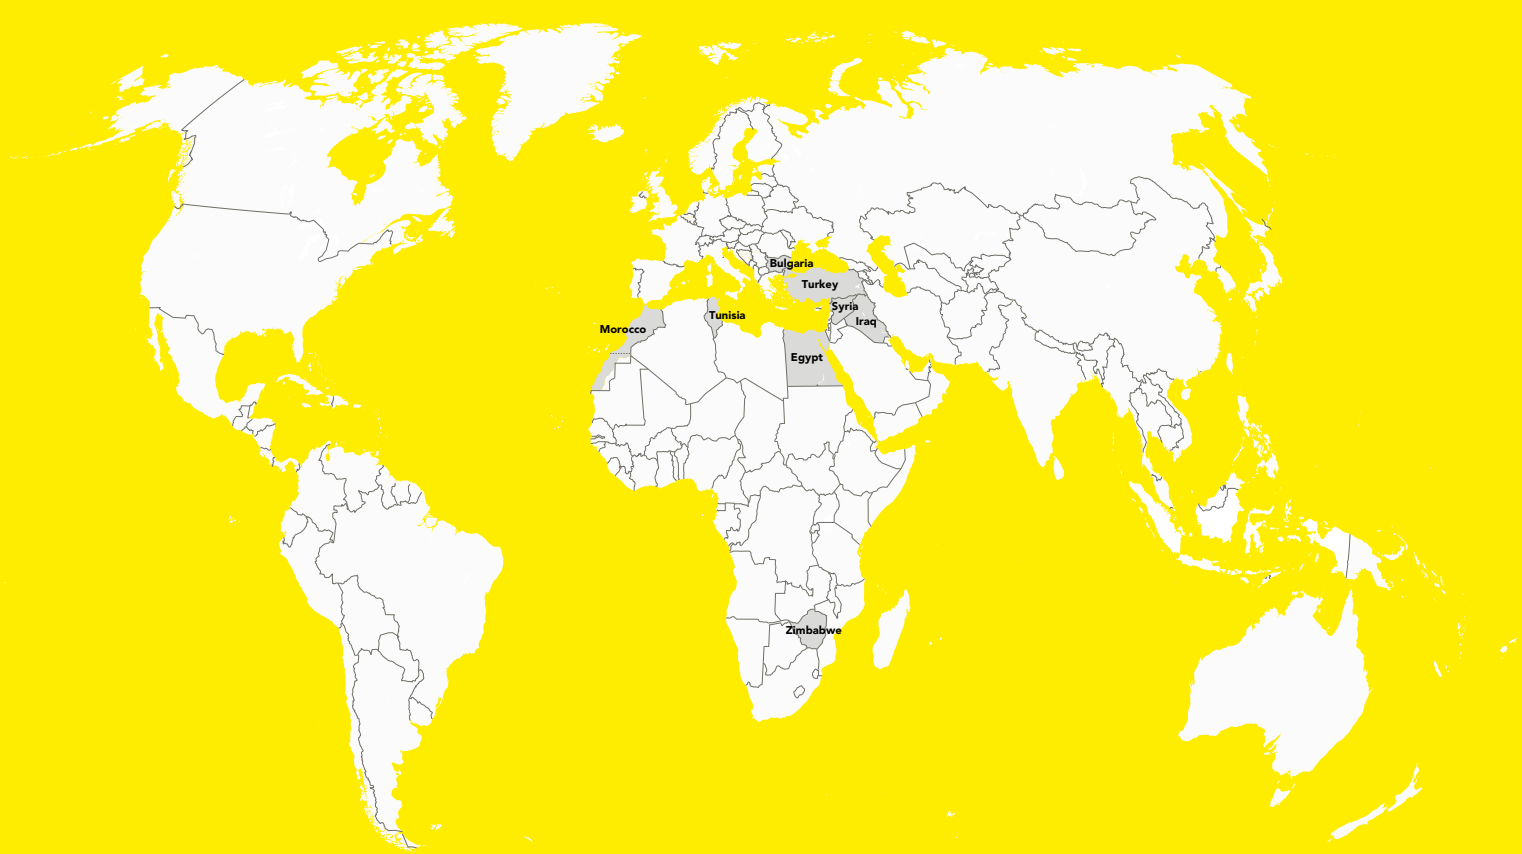 Bulgaria
Turkey
Syria
Tunisia
Iraq
Morocco
Egypt
Zimbabwe